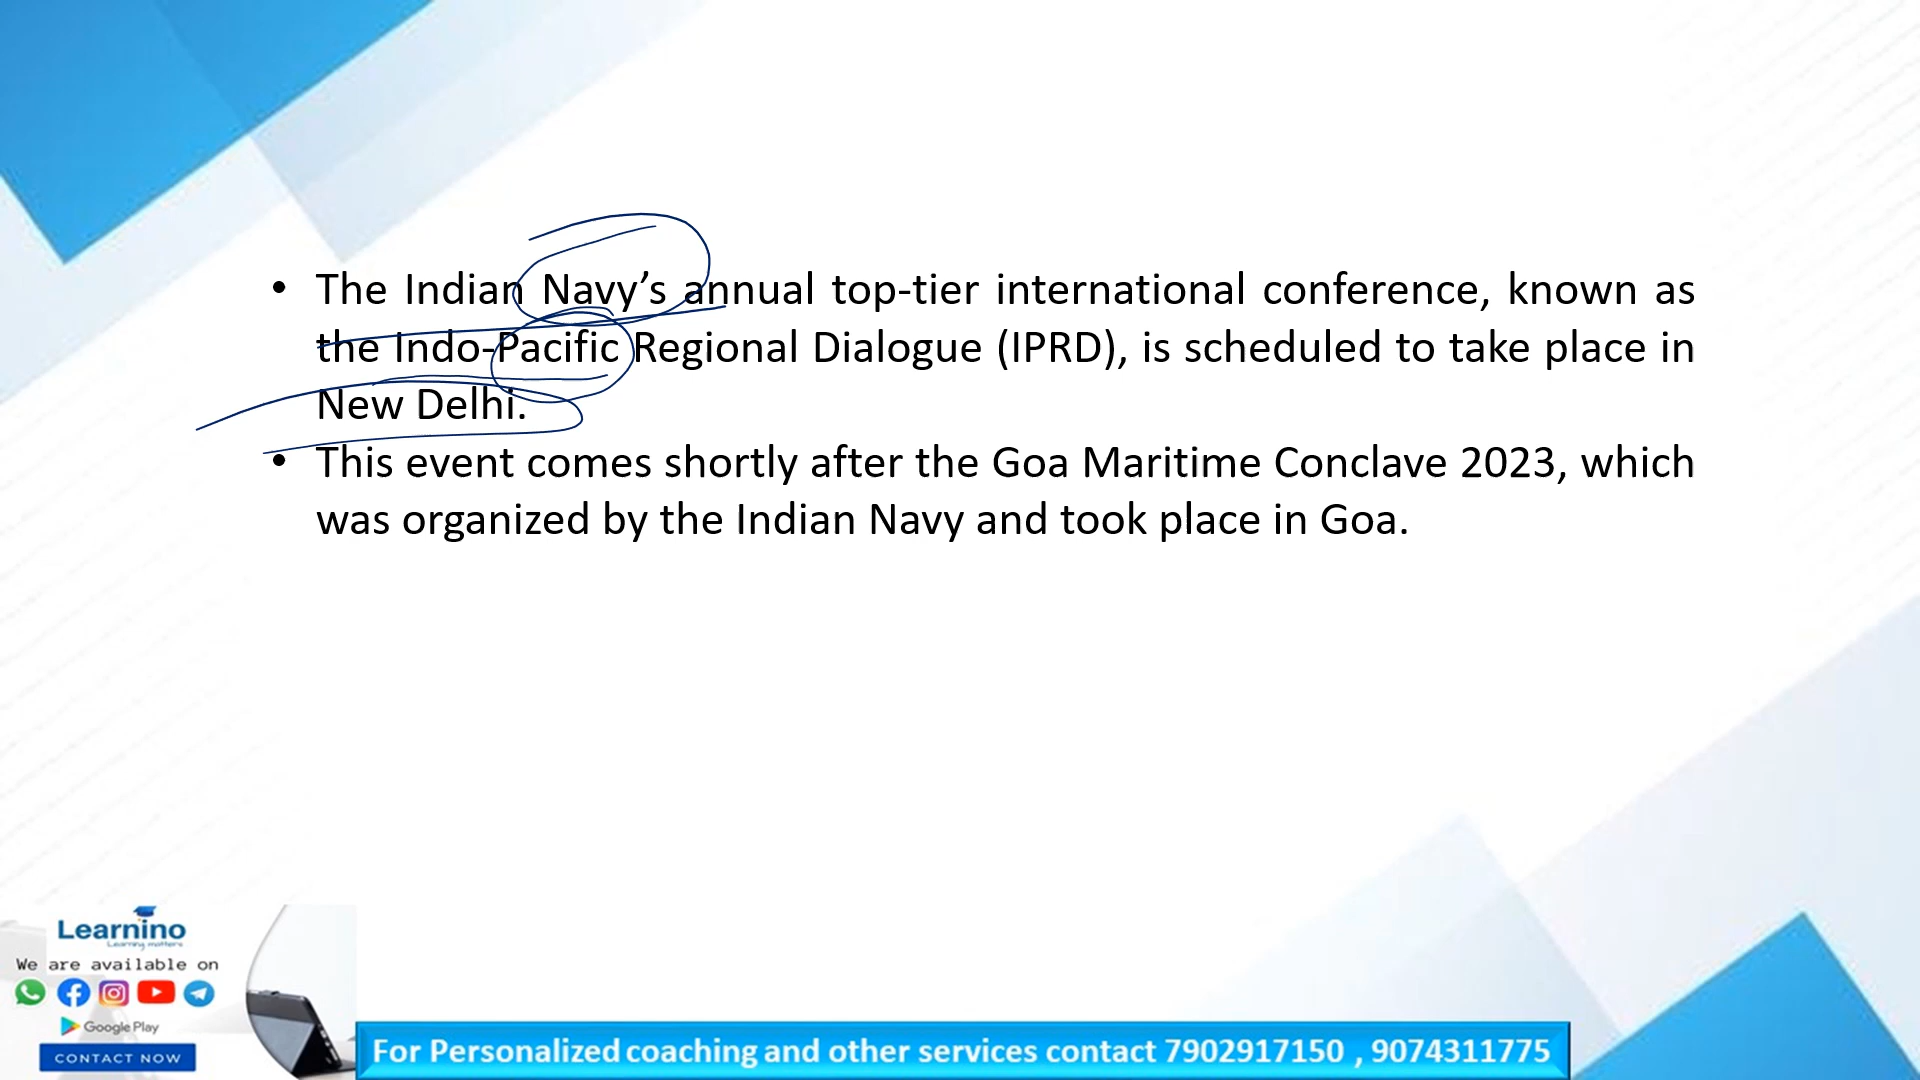 • The Indian Navy’s annual top-tier international conference, known as
the Indo-Pacific Regional Dialogue (IPRD), is scheduled to take place in
New Delhi.
• This event comes shortly after the Goa Maritime Conclave 2023, which
was organized by the Indian Navy and took place in Goa.
Learnino
Learning matters
We are available on
Google Play
CONTACT NOW
For Personalized coaching and other services contact 7902917150 , 9074311775